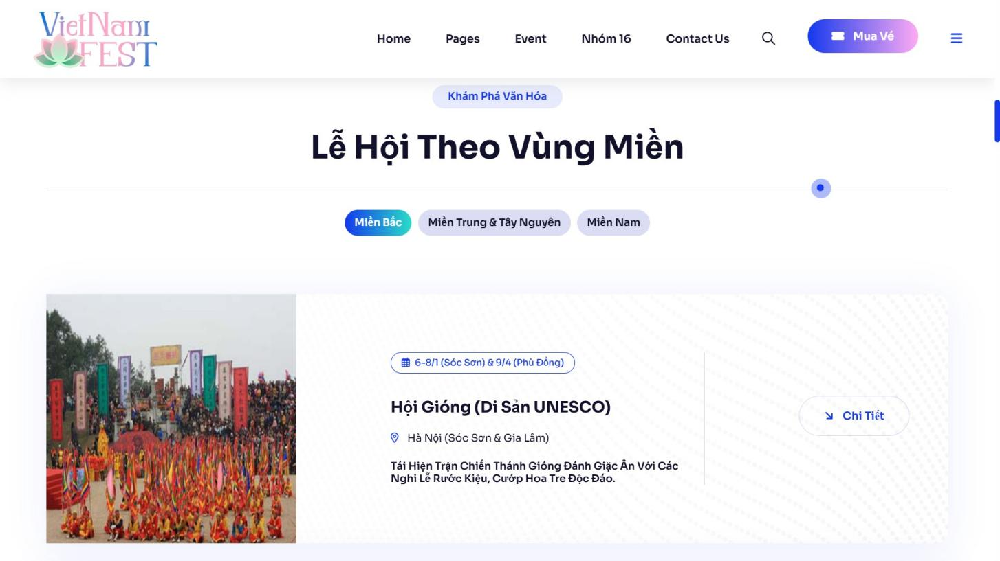 VietNam
FEST
Home Pages Event Nhóm 16 Contact Us Mua Vé
Khám Phá Văn Hóa
Lễ Hội Theo Vùng Miền
Miền Bắc Miền Trung & Tây Nguyên Miền Nam
6-8/1 (Sóc Sơn) & 9/4 (Phù Đổng)
Hội Gióng (Di Sản UNESCO)
Hà Nội (Sóc Sơn & Gia Lâm)
Chi Tiết
Tái Hiện Trận Chiến Thánh Gióng Đánh Giặc Ân Với Các
Nghi Lễ Rước Kiệu, Cướp Hoa Tre Độc Đáo.